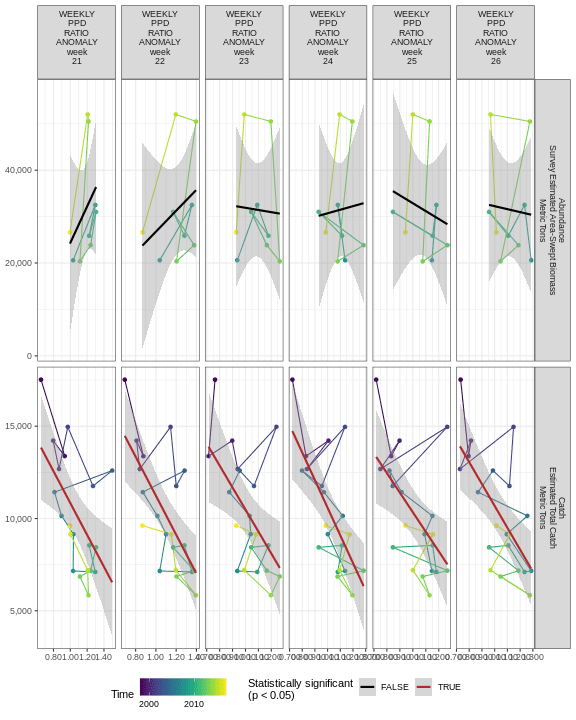 WEEKLY
PPD
RATIO
ANOMALY
week
21
WEEKLY
PPD
RATIO
ANOMALY
week
22
WEEKLY
PPD
RATIO
ANOMALY
week
23
WEEKLY
PPD
RATIO
ANOMALY
week
24
WEEKLY
PPD
RATIO
ANOMALY
week
25
WEEKLY
PPD
RATIO
ANOMALY
week
26
40,000
20,000
0
Abundance
Survey Estimated Area-Swept Biomass
Metric Tons
15,000
10,000
5,000
Catch
Estimated Total Catch
Metric Tons
0.80 1.00 1.20 1.40
0.80 1.00 1.20
Time
2000 2010
Statistically significant
(p < 0.05)
FALSE
TRUE